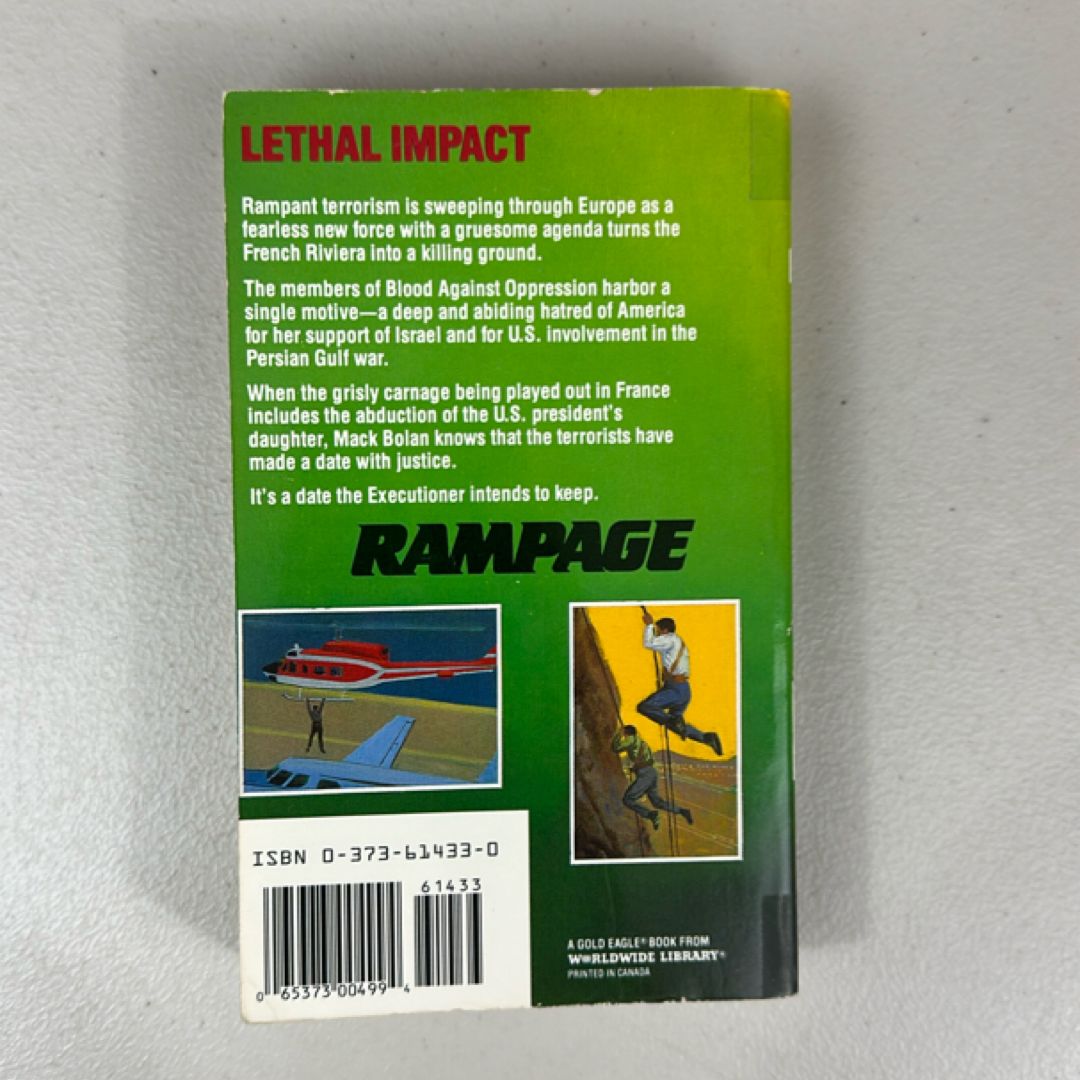 LETHAL IMPACT
Rampant terrorism is sweeping through Europe as a
fearless new force with a gruesome agenda turns the
French Riviera into a killing ground.
The members of Blood Against Oppression harbor a
single motive—a deep and abiding hatred of America
for her support of Israel and for U.S. involvement in the
Persian Gulf war.
When the grisly carnage being played out in France
includes the abduction of the U.S. president's
daughter, Mack Bolan knows that the terrorists have
made a date with justice.
It's a date the Executioner intends to keep.
RAMPAGE
ISBN 0-373-61433-0
61433
0 65373 00499 4
A GOLD EAGLE® BOOK FROM
WORLDWIDE LIBRARY®
PRINTED IN CANADA